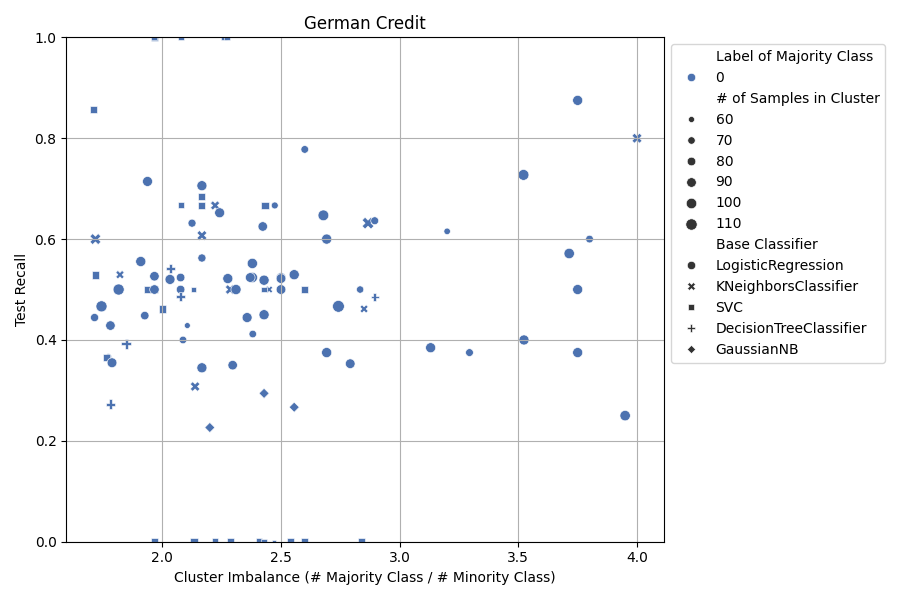 German Credit
Test Recall
1.0
0.8
0.6
0.4
0.2
0.0
2.0 2.5 3.0 3.5 4.0
Cluster Imbalance (# Majority Class / # Minority Class)
Label of Majority Class
0
# of Samples in Cluster
60
70
80
90
100
110
Base Classifier
LogisticRegression
KNeighborsClassifier
SVC
DecisionTreeClassifier
GaussianNB